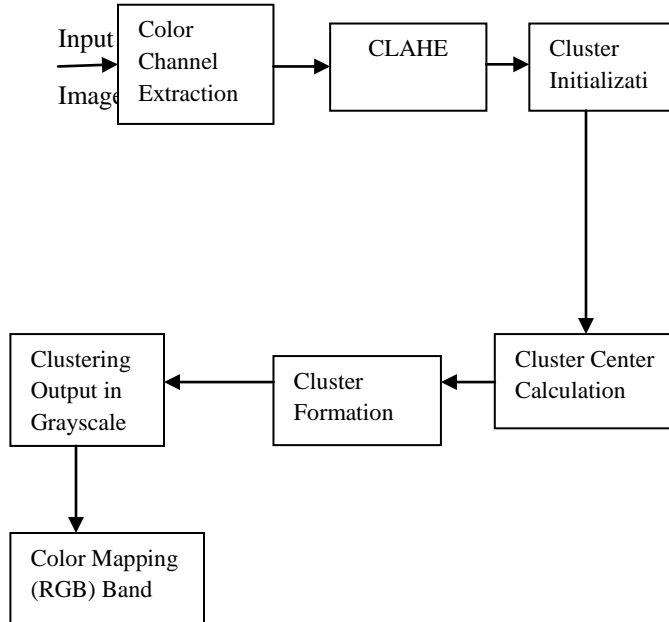 Input
Image
Color
Channel
Extraction
CLAHE
Cluster
Initializati
Cluster Center
Calculation
Cluster
Formation
Clustering
Output in
Grayscale
Color Mapping
(RGB) Band